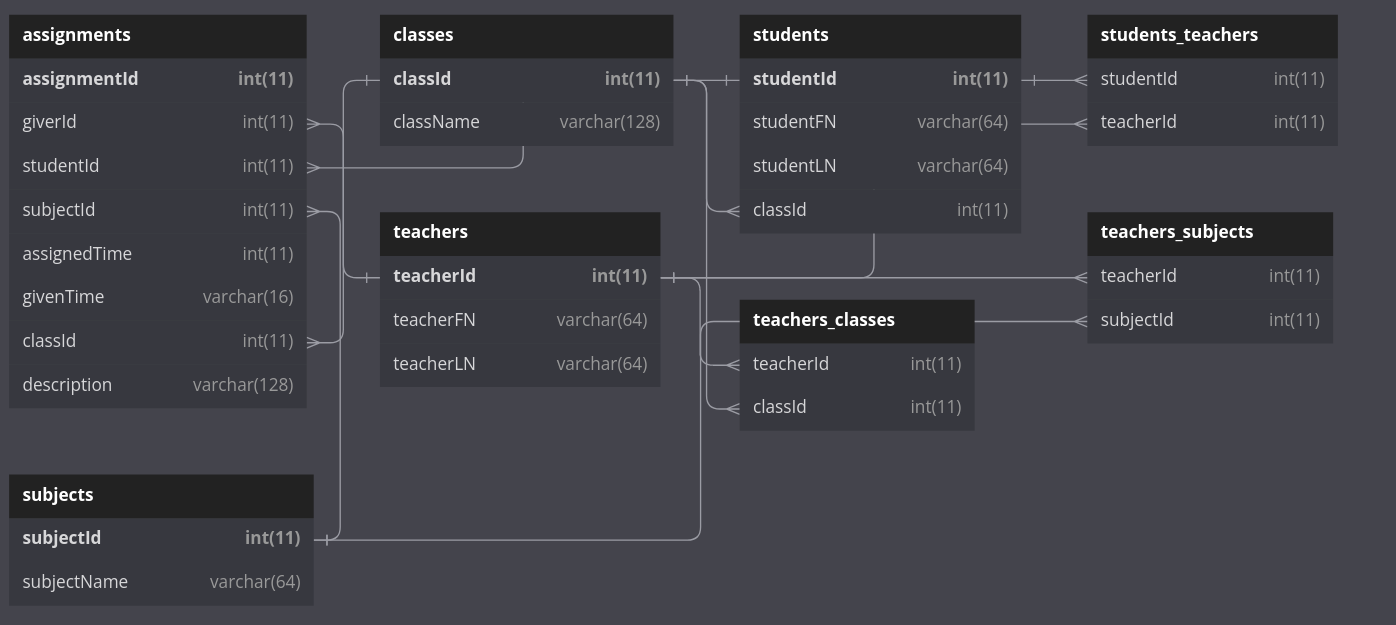 assignments
assignmentId int(11)
giverId int(11)
studentId int(11)
subjectId int(11)
assignedTime int(11)
givenTime varchar(16)
classId int(11)
description varchar(128)
subjects
subjectId int(11)
subjectName varchar(64)
classes
classId int(11)
className varchar(128)
teachers
teacherId int(11)
teacherFN varchar(64)
teacherLN varchar(64)
students
studentId int(11)
studentFN varchar(64)
studentLN varchar(64)
classId int(11)
teachers_classes
teacherId int(11)
classId int(11)
students_teachers
studentId int(11)
teacherId int(11)
teachers_subjects
teacherId int(11)
subjectId int(11)